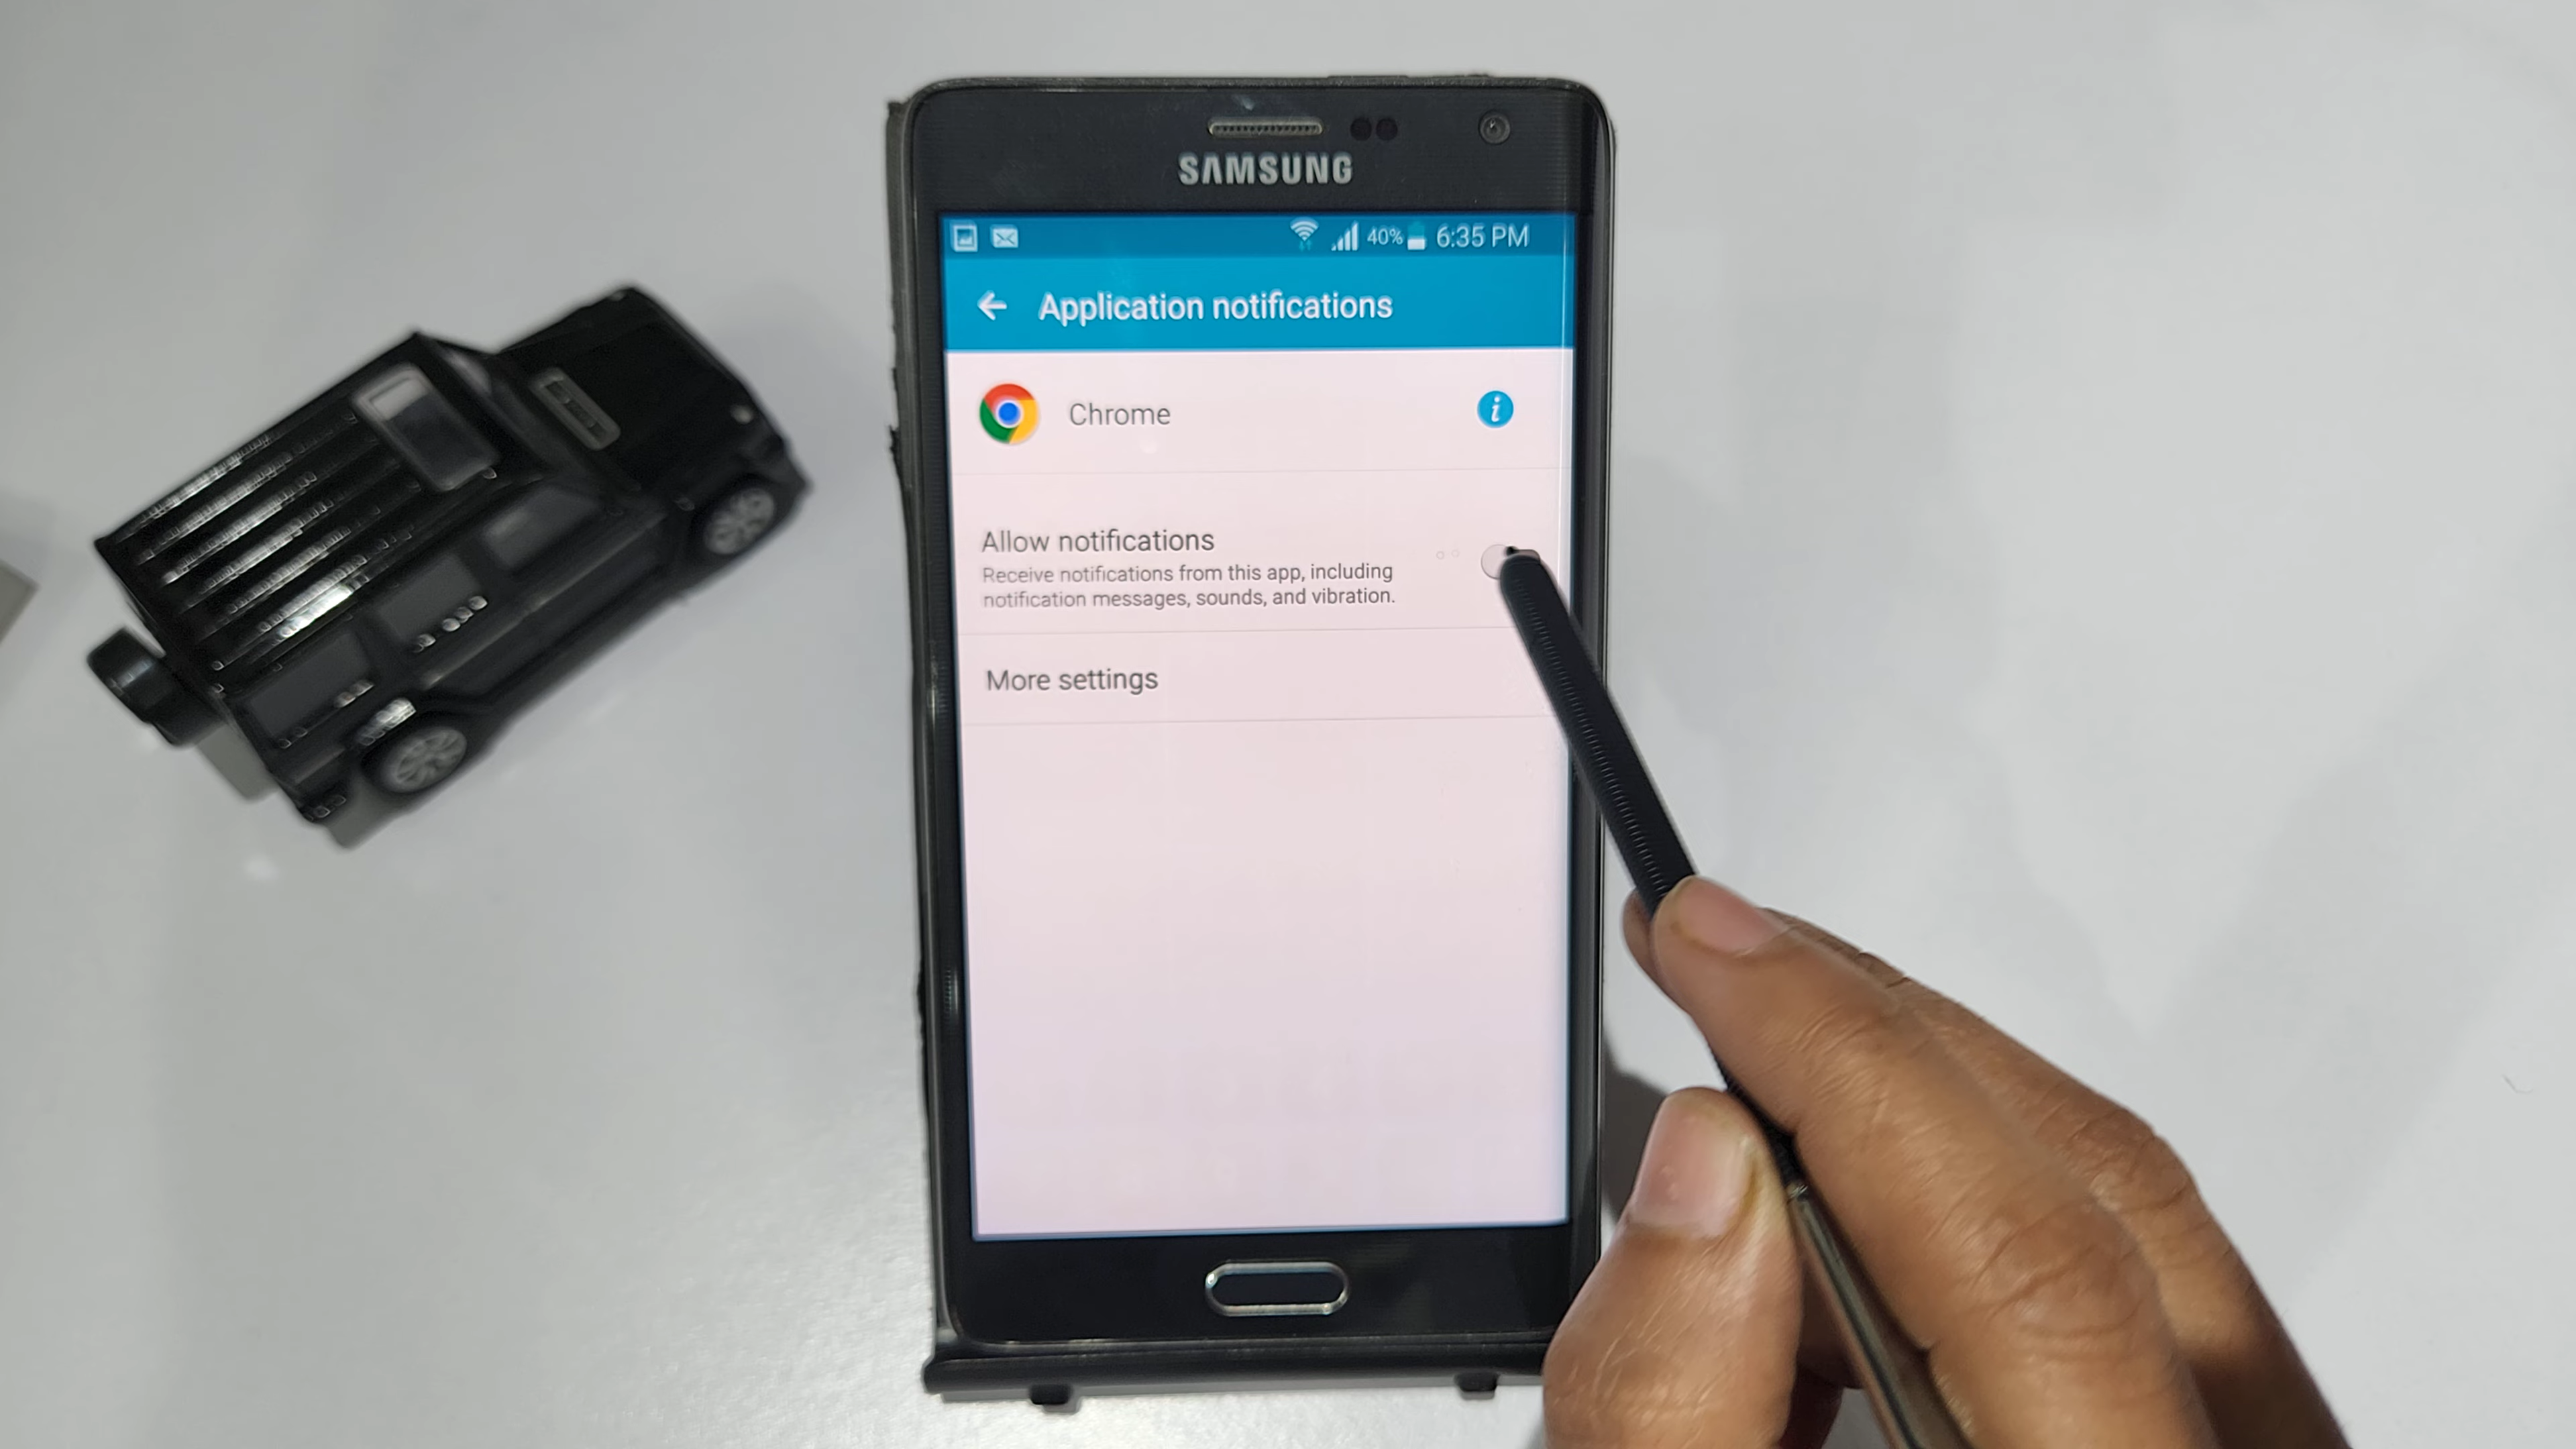 SAMSUNG
40% 6:35 PM
Application notifications
Chrome
Allow notifications
Receive notifications from this app, including
notification messages, sounds, and vibration.
More settings